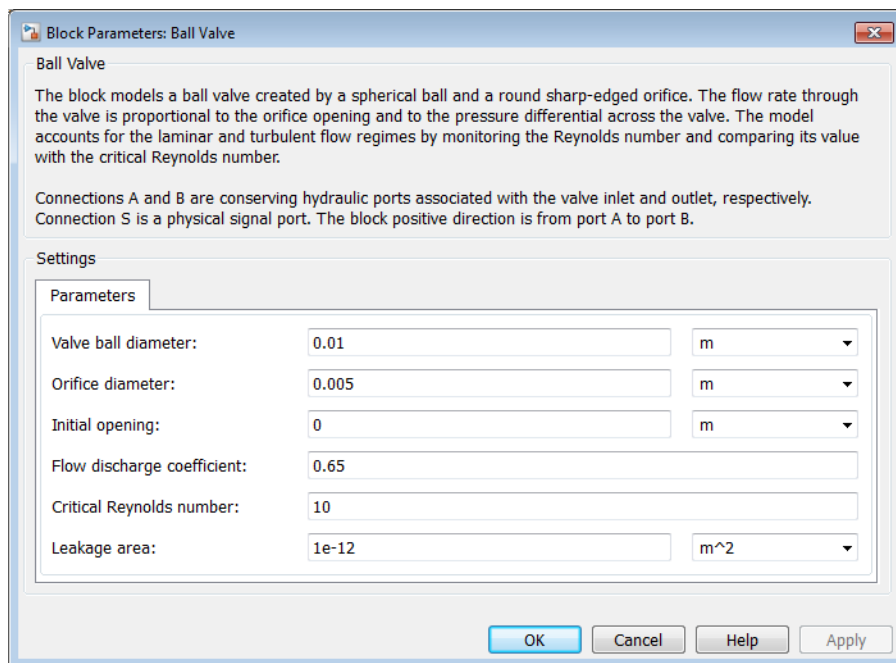 Block Parameters: Ball Valve
Ball Valve
The block models a ball valve created by a spherical ball and a round sharp-edged orifice. The flow rate through
the valve is proportional to the orifice opening and to the pressure differential across the valve. The model
accounts for the laminar and turbulent flow regimes by monitoring the Reynolds number and comparing its value
with the critical Reynolds number.
Connections A and B are conserving hydraulic ports associated with the valve inlet and outlet, respectively.
Connection S is a physical signal port. The block positive direction is from port A to port B.
Settings
Parameters
Valve ball diameter: 0.01 m
Orifice diameter: 0.005 m
Initial opening: 0 m
Flow discharge coefficient: 0.65
Critical Reynolds number: 10
Leakage area: 1e-12 m^2
OK Cancel Help Apply